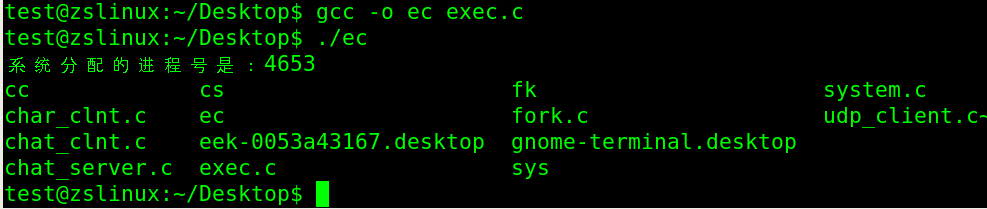 test@zslinux:~/Desktop$ gcc -o ec exec.c
test@zslinux:~/Desktop$ ./ec
系统分配的进程号是：4653
cc cs fk system.c
char_clnt.c ec fork.c udp_client.c~
chat_clnt.c eek-0053a43167.desktop gnome-terminal.desktop
chat_server.c exec.c sys
test@zslinux:~/Desktop$